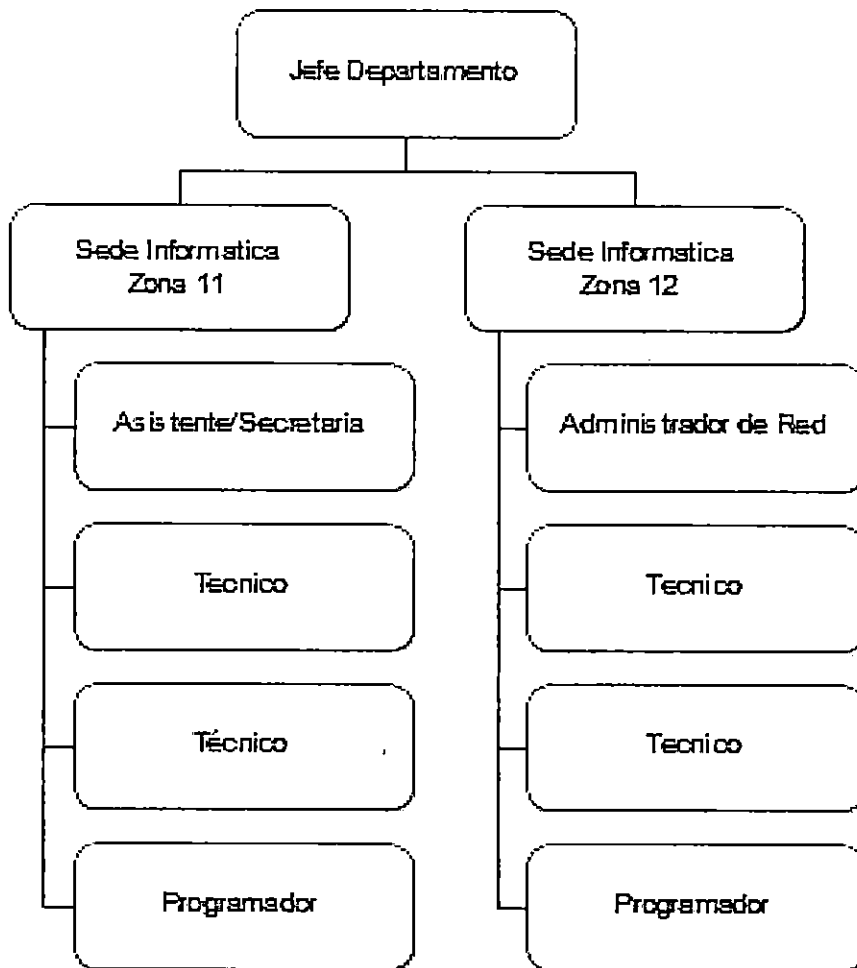 Jefe Departamento
Sede Informatica
Zona 11
Sede Informatica
Zona 12
Asistente/Secretaria
Administrador de Red
Tecnico
Tecnico
Técnico
Tecnico
Programador
Programador